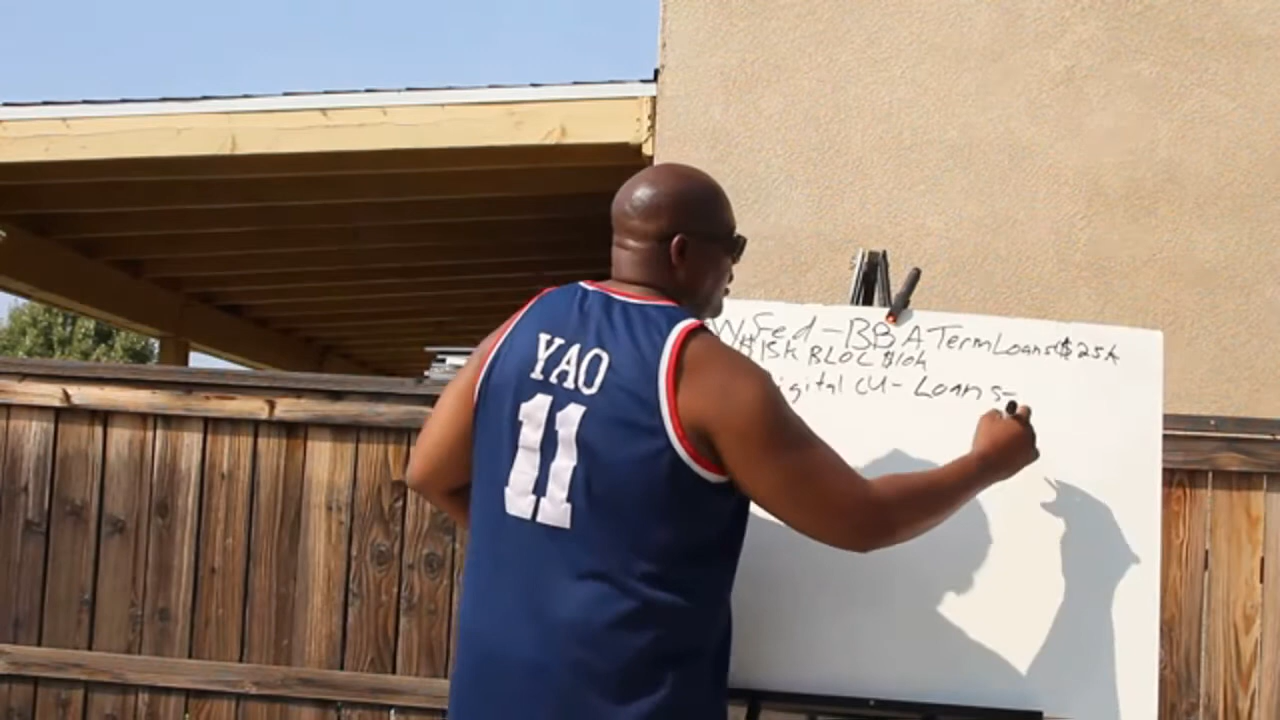 YAO
11
Fed - BBA Term Loans $25k
$15k BLOC $10k
igital CU - Loans -